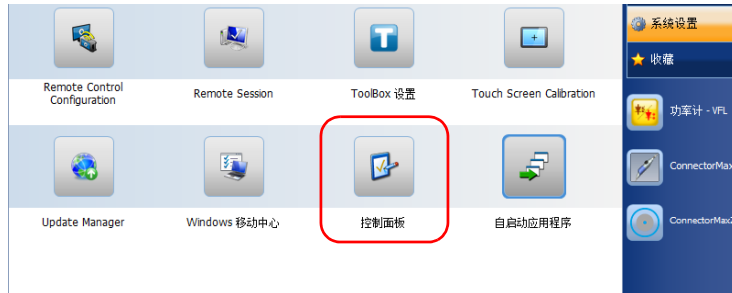 Remote Control
Configuration
Remote Session
ToolBox 设置
Touch Screen Calibration
Update Manager
Windows 移动中心
控制面板
自启动应用程序
系统设置
收藏
功率计 - VFL
ConnectorMax
ConnectorMax2